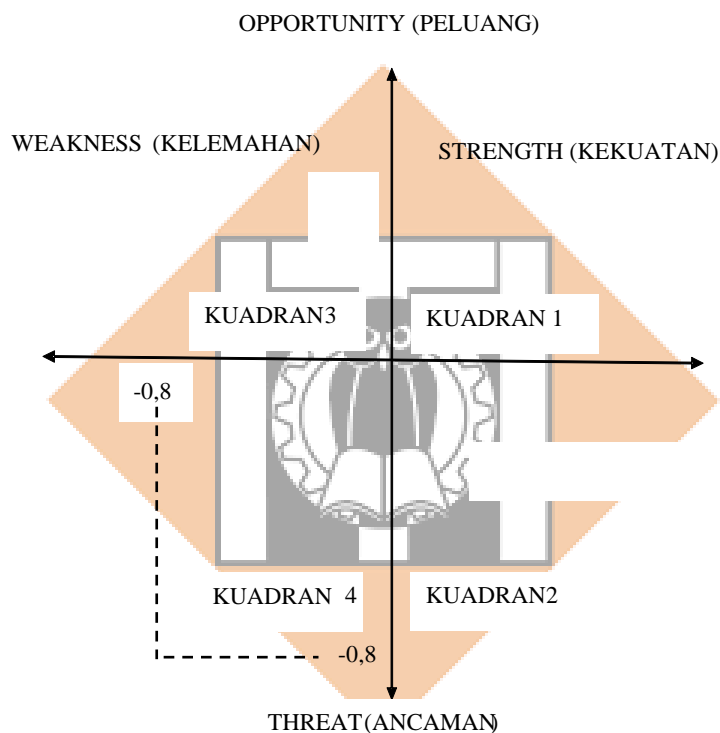 OPPORTUNITY (PELUANG)
WEAKNESS (KELEMAHAN)
STRENGTH (KEKUATAN)
KUADRAN3
KUADRAN 1
-0,8
KUADRAN 4
KUADRAN2
-0,8
THREAT (ANCAMAN)